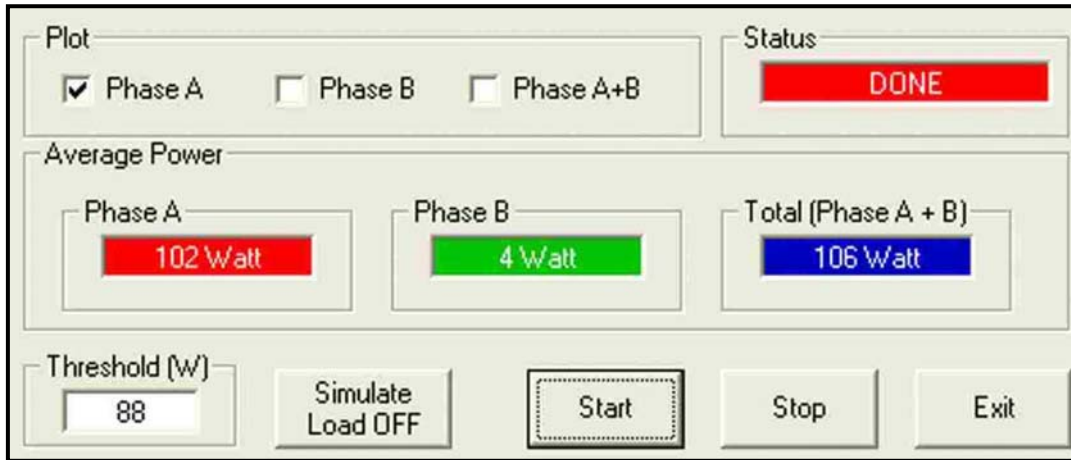 Plot
Phase A
Phase B
Phase A+B
Status
DONE
Average Power
Phase A
102 Watt
Phase B
4 Watt
Total (Phase A + B)
106 Watt
Threshold (W)
88
Simulate
Load OFF
Start
Stop
Exit